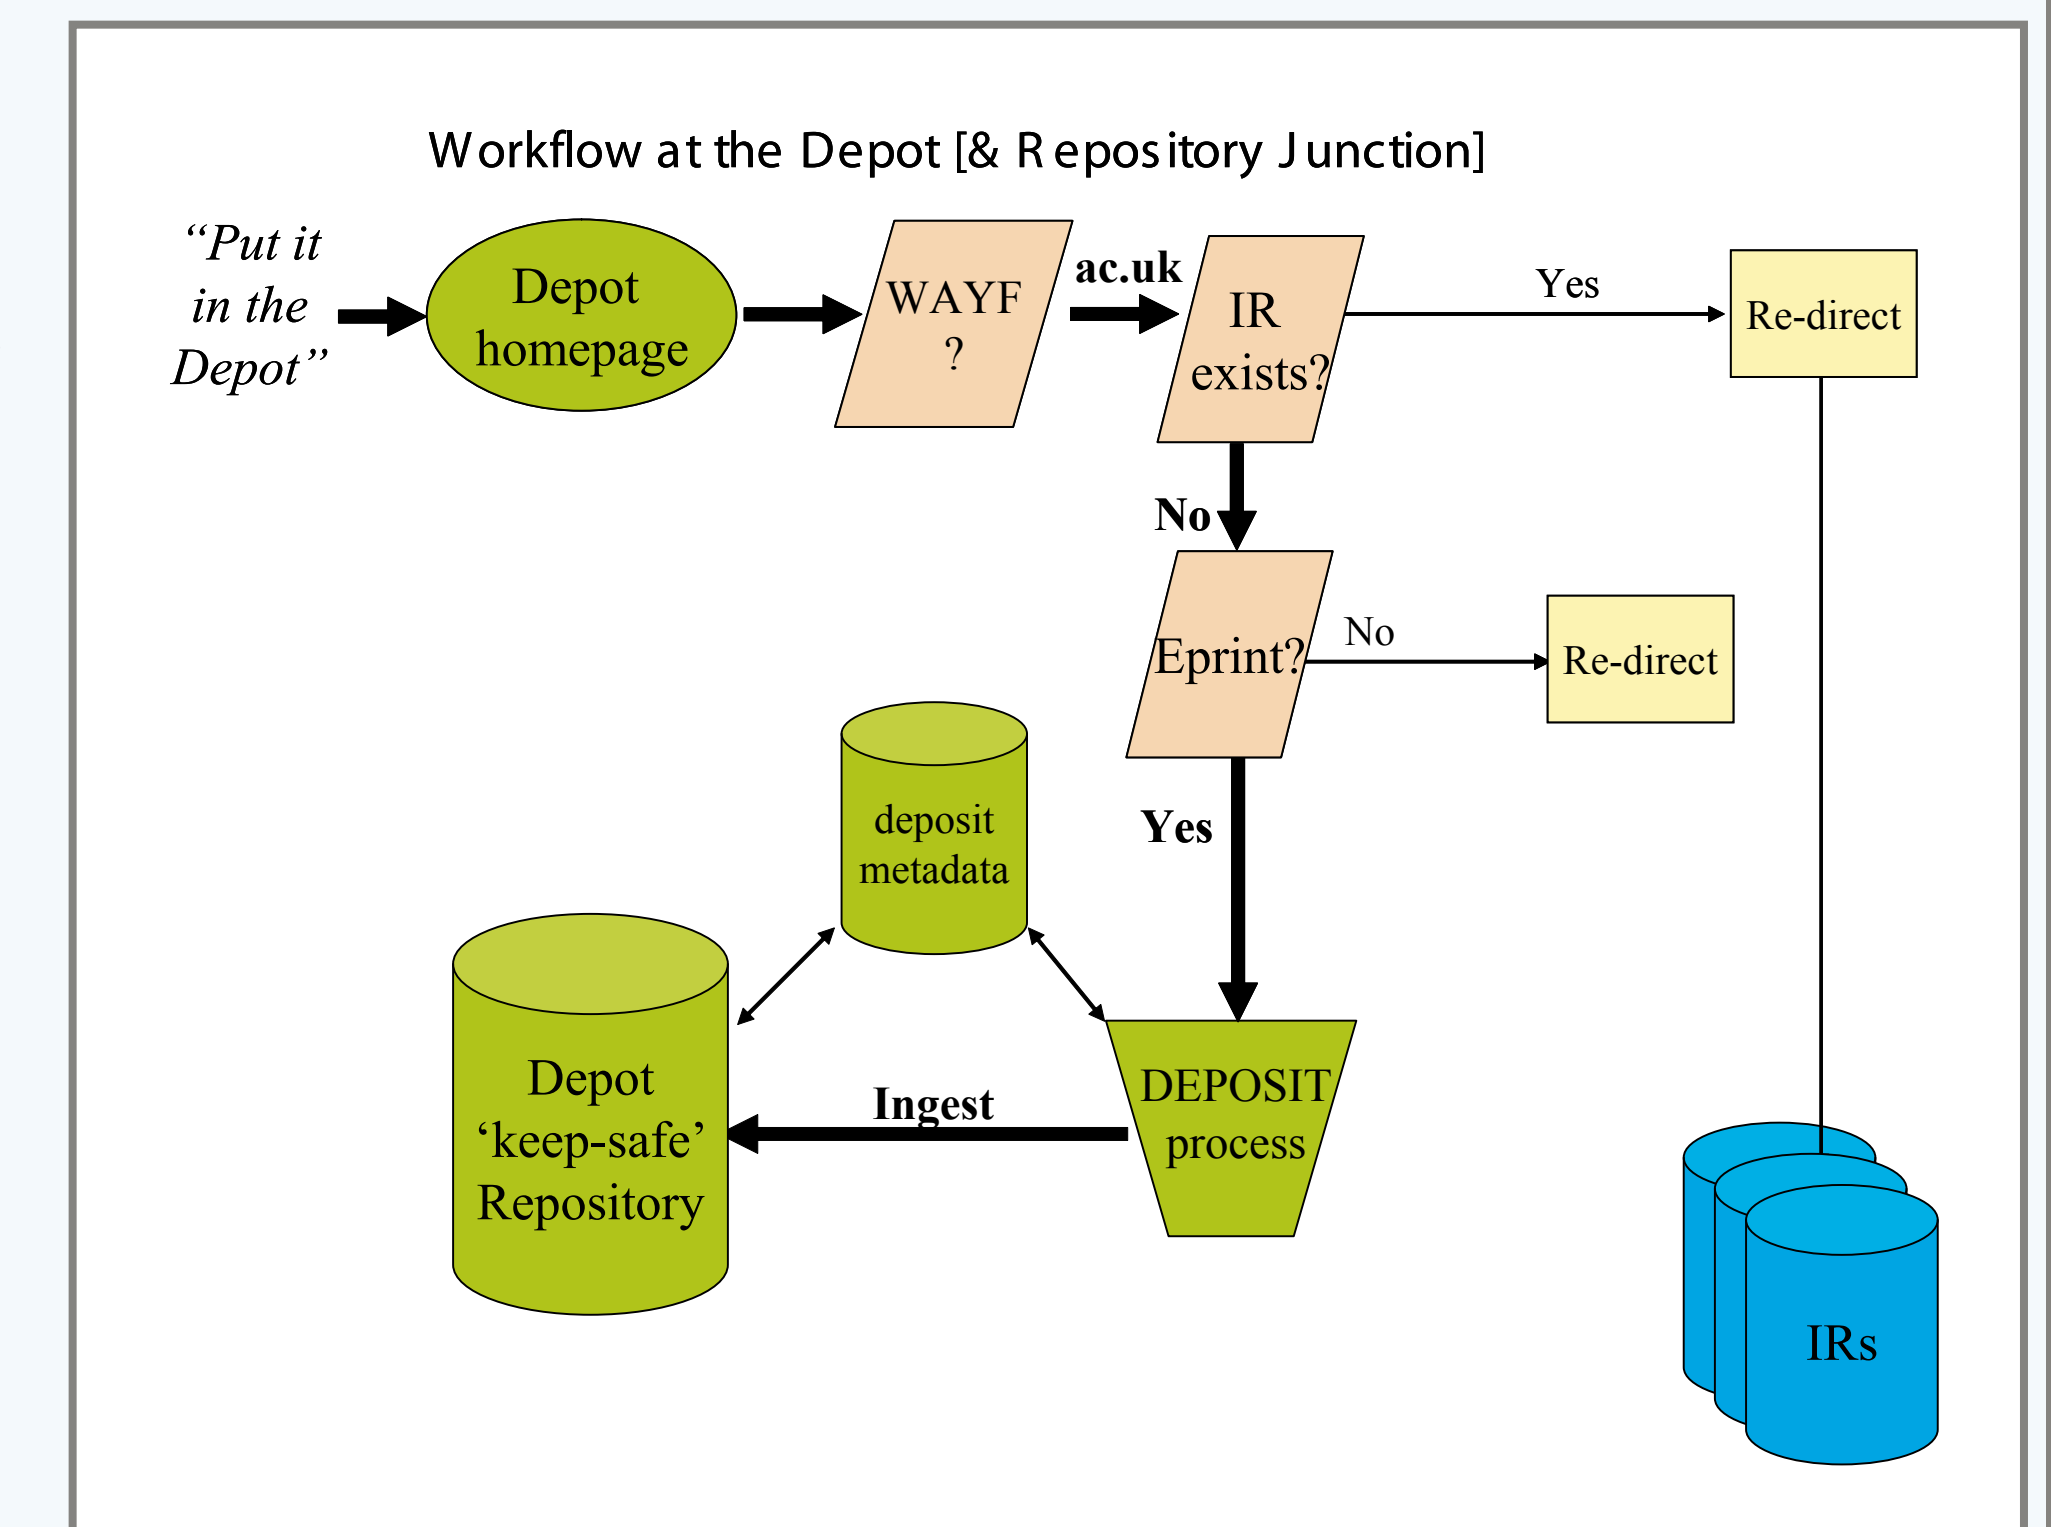 Workflow at the Depot [& Repository Junction]
“Put it
in the
Depot”
Depot
homepage
WAYF
?
ac.uk
IR
exists?
Yes
Re-direct
No
Eprint?
No
Re-direct
Yes
deposit
metadata
Depot
‘keep-safe’
Repository
Ingest
DEPOSIT
process
IRs